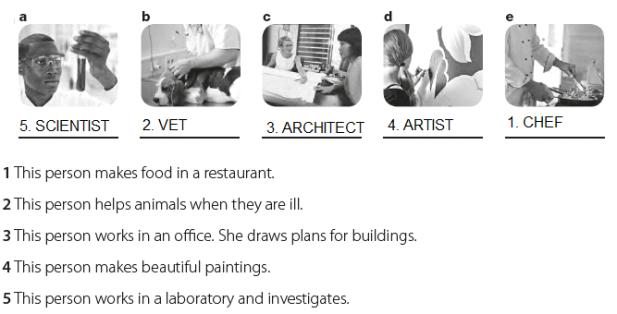 a b c d e
5. SCIENTIST 2. VET 3. ARCHITECT 4. ARTIST 1. CHEF
1 This person makes food in a restaurant.
2 This person helps animals when they are ill.
3 This person works in an office. She draws plans for buildings.
4 This person makes beautiful paintings.
5 This person works in a laboratory and investigates.